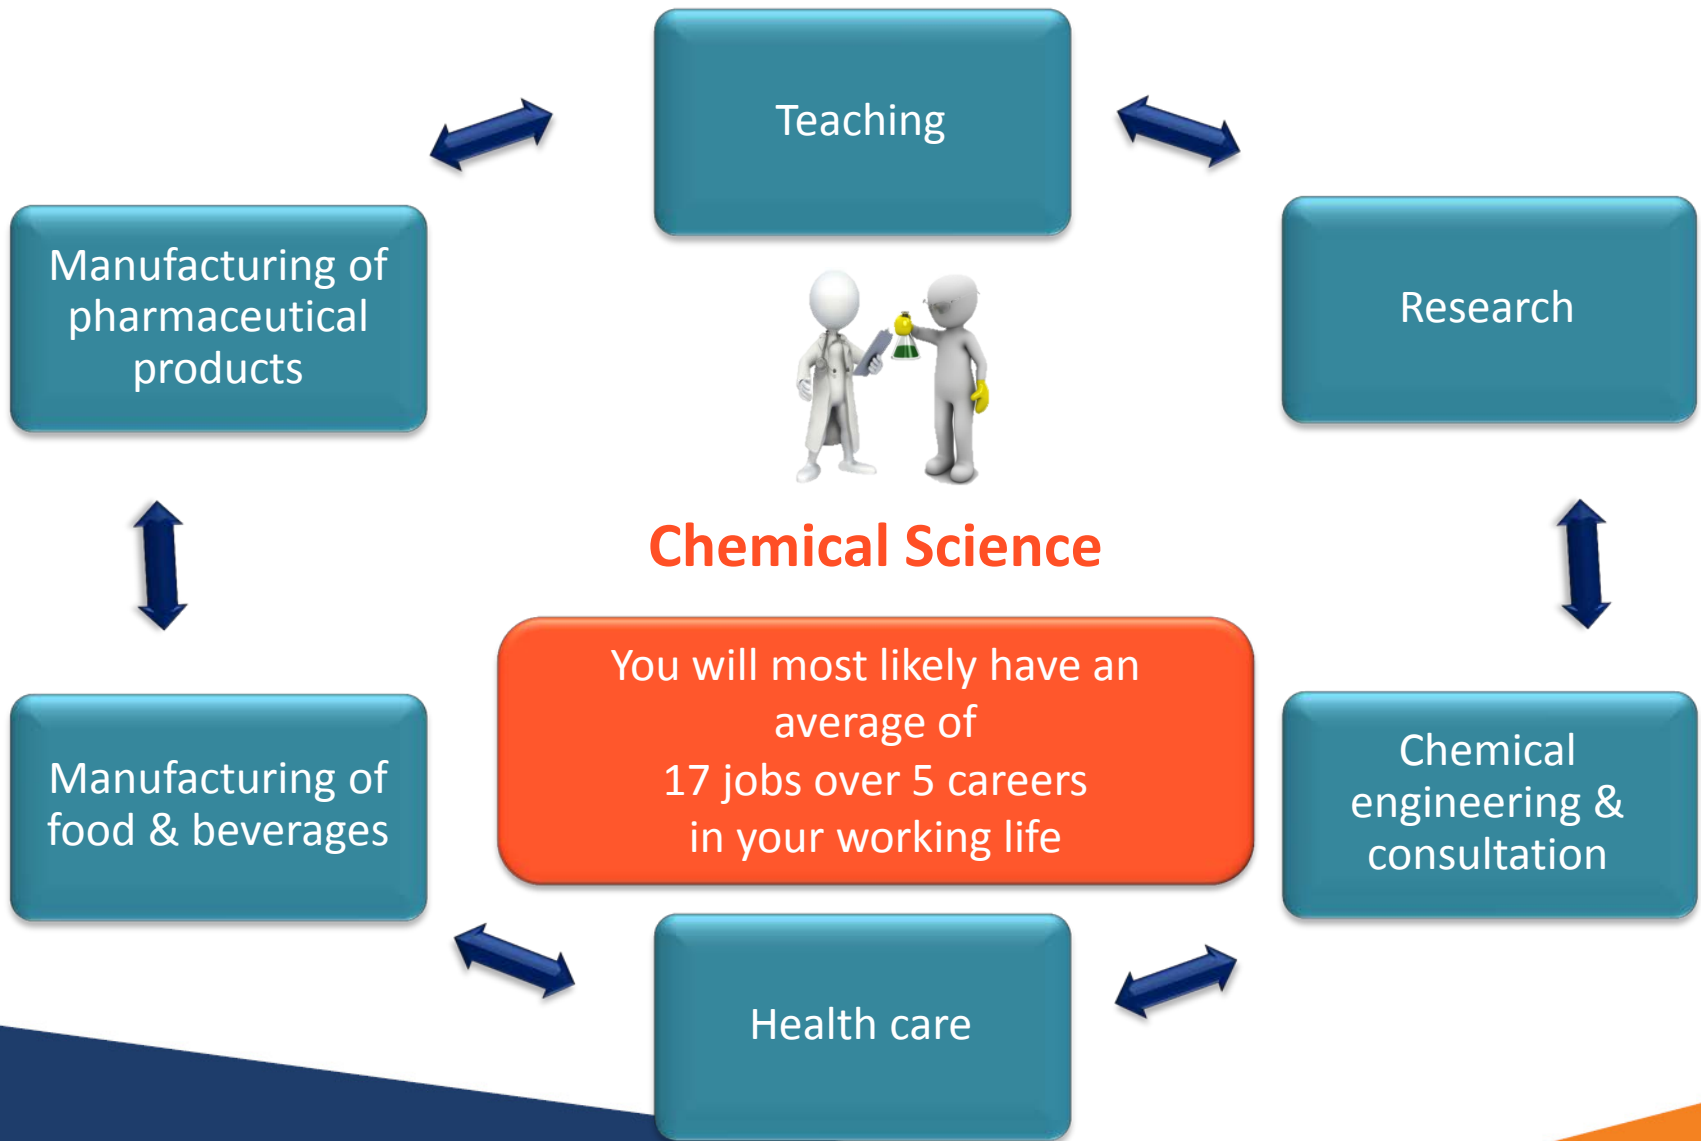 Teaching
Manufacturing of
pharmaceutical
products
Research
Chemical Science
You will most likely have an
average of
17 jobs over 5 careers
in your working life
Manufacturing of
food & beverages
Chemical
engineering &
consultation
Health care